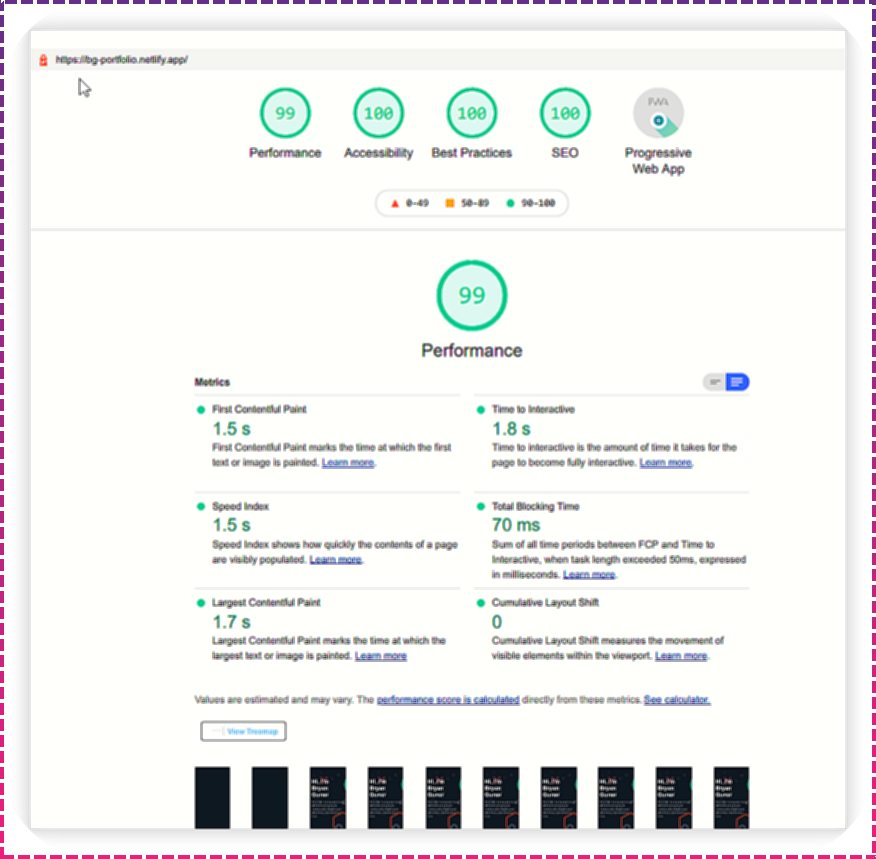 https://bg-portfolio.netlify.app/
99 100 100 100 PWA
Performance Accessibility Best Practices SEO Progressive
Web App
0–49 50–89 90–100
99
Performance
Metrics
First Contentful Paint
1.5 s
First Contentful Paint marks the time at which the first
text or image is painted. Learn more.
Time to Interactive
1.8 s
Time to interactive is the amount of time it takes for the
page to become fully interactive. Learn more.
Speed Index
1.5 s
Speed Index shows how quickly the contents of a page
are visibly populated. Learn more.
Total Blocking Time
70 ms
Sum of all time periods between FCP and Time to
Interactive, when task length exceeded 50ms, expressed
in milliseconds. Learn more.
Largest Contentful Paint
1.7 s
Largest Contentful Paint marks the time at which the
largest text or image is painted. Learn more
Cumulative Layout Shift
0
Cumulative Layout Shift measures the movement of
visible elements within the viewport. Learn more.
Values are estimated and may vary. The performance score is calculated directly from these metrics. See calculator.
View Treemap